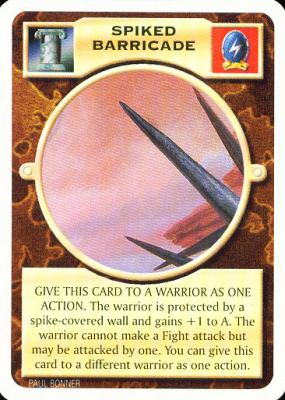 SPIKED
BARRICADE
GIVE THIS CARD TO A WARRIOR AS ONE
ACTION. The warrior is protected by a
spike-covered wall and gains +1 to A. The
warrior cannot make a Fight attack but
may be attacked by one. You can give this
card to a different warrior as one action.
PAUL BONNER